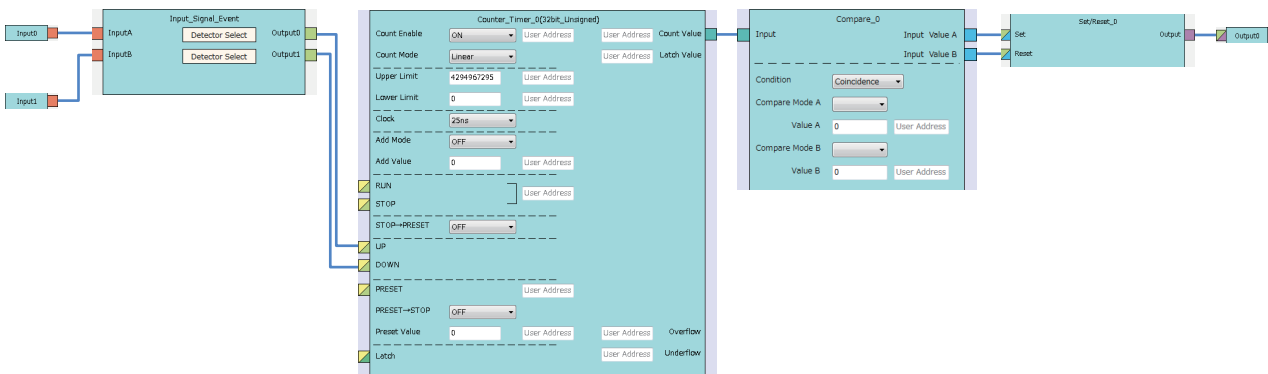 Input0
Input1
Input_Signal_Event
InputA
Detector Select
Output0
InputB
Detector Select
Output1
Counter_Timer_0(32bit_Unsigned)
Count Enable
ON
User Address
User Address
Count Value
Count Mode
Linear
User Address
Latch Value
Upper Limit
4294967295
User Address
Lower Limit
0
User Address
Clock
25ns
Add Mode
OFF
Add Value
0
User Address
RUN
User Address
STOP
STOP→PRESET
OFF
UP
DOWN
PRESET
User Address
PRESET→STOP
OFF
Preset Value
0
User Address
User Address
Overflow
Latch
User Address
Underflow
Compare_0
Input
Input Value A
Input Value B
Condition
Coincidence
Compare Mode A
Value A
0
User Address
Compare Mode B
Value B
0
User Address
Set/Reset_0
Set
Output
Reset
Output0